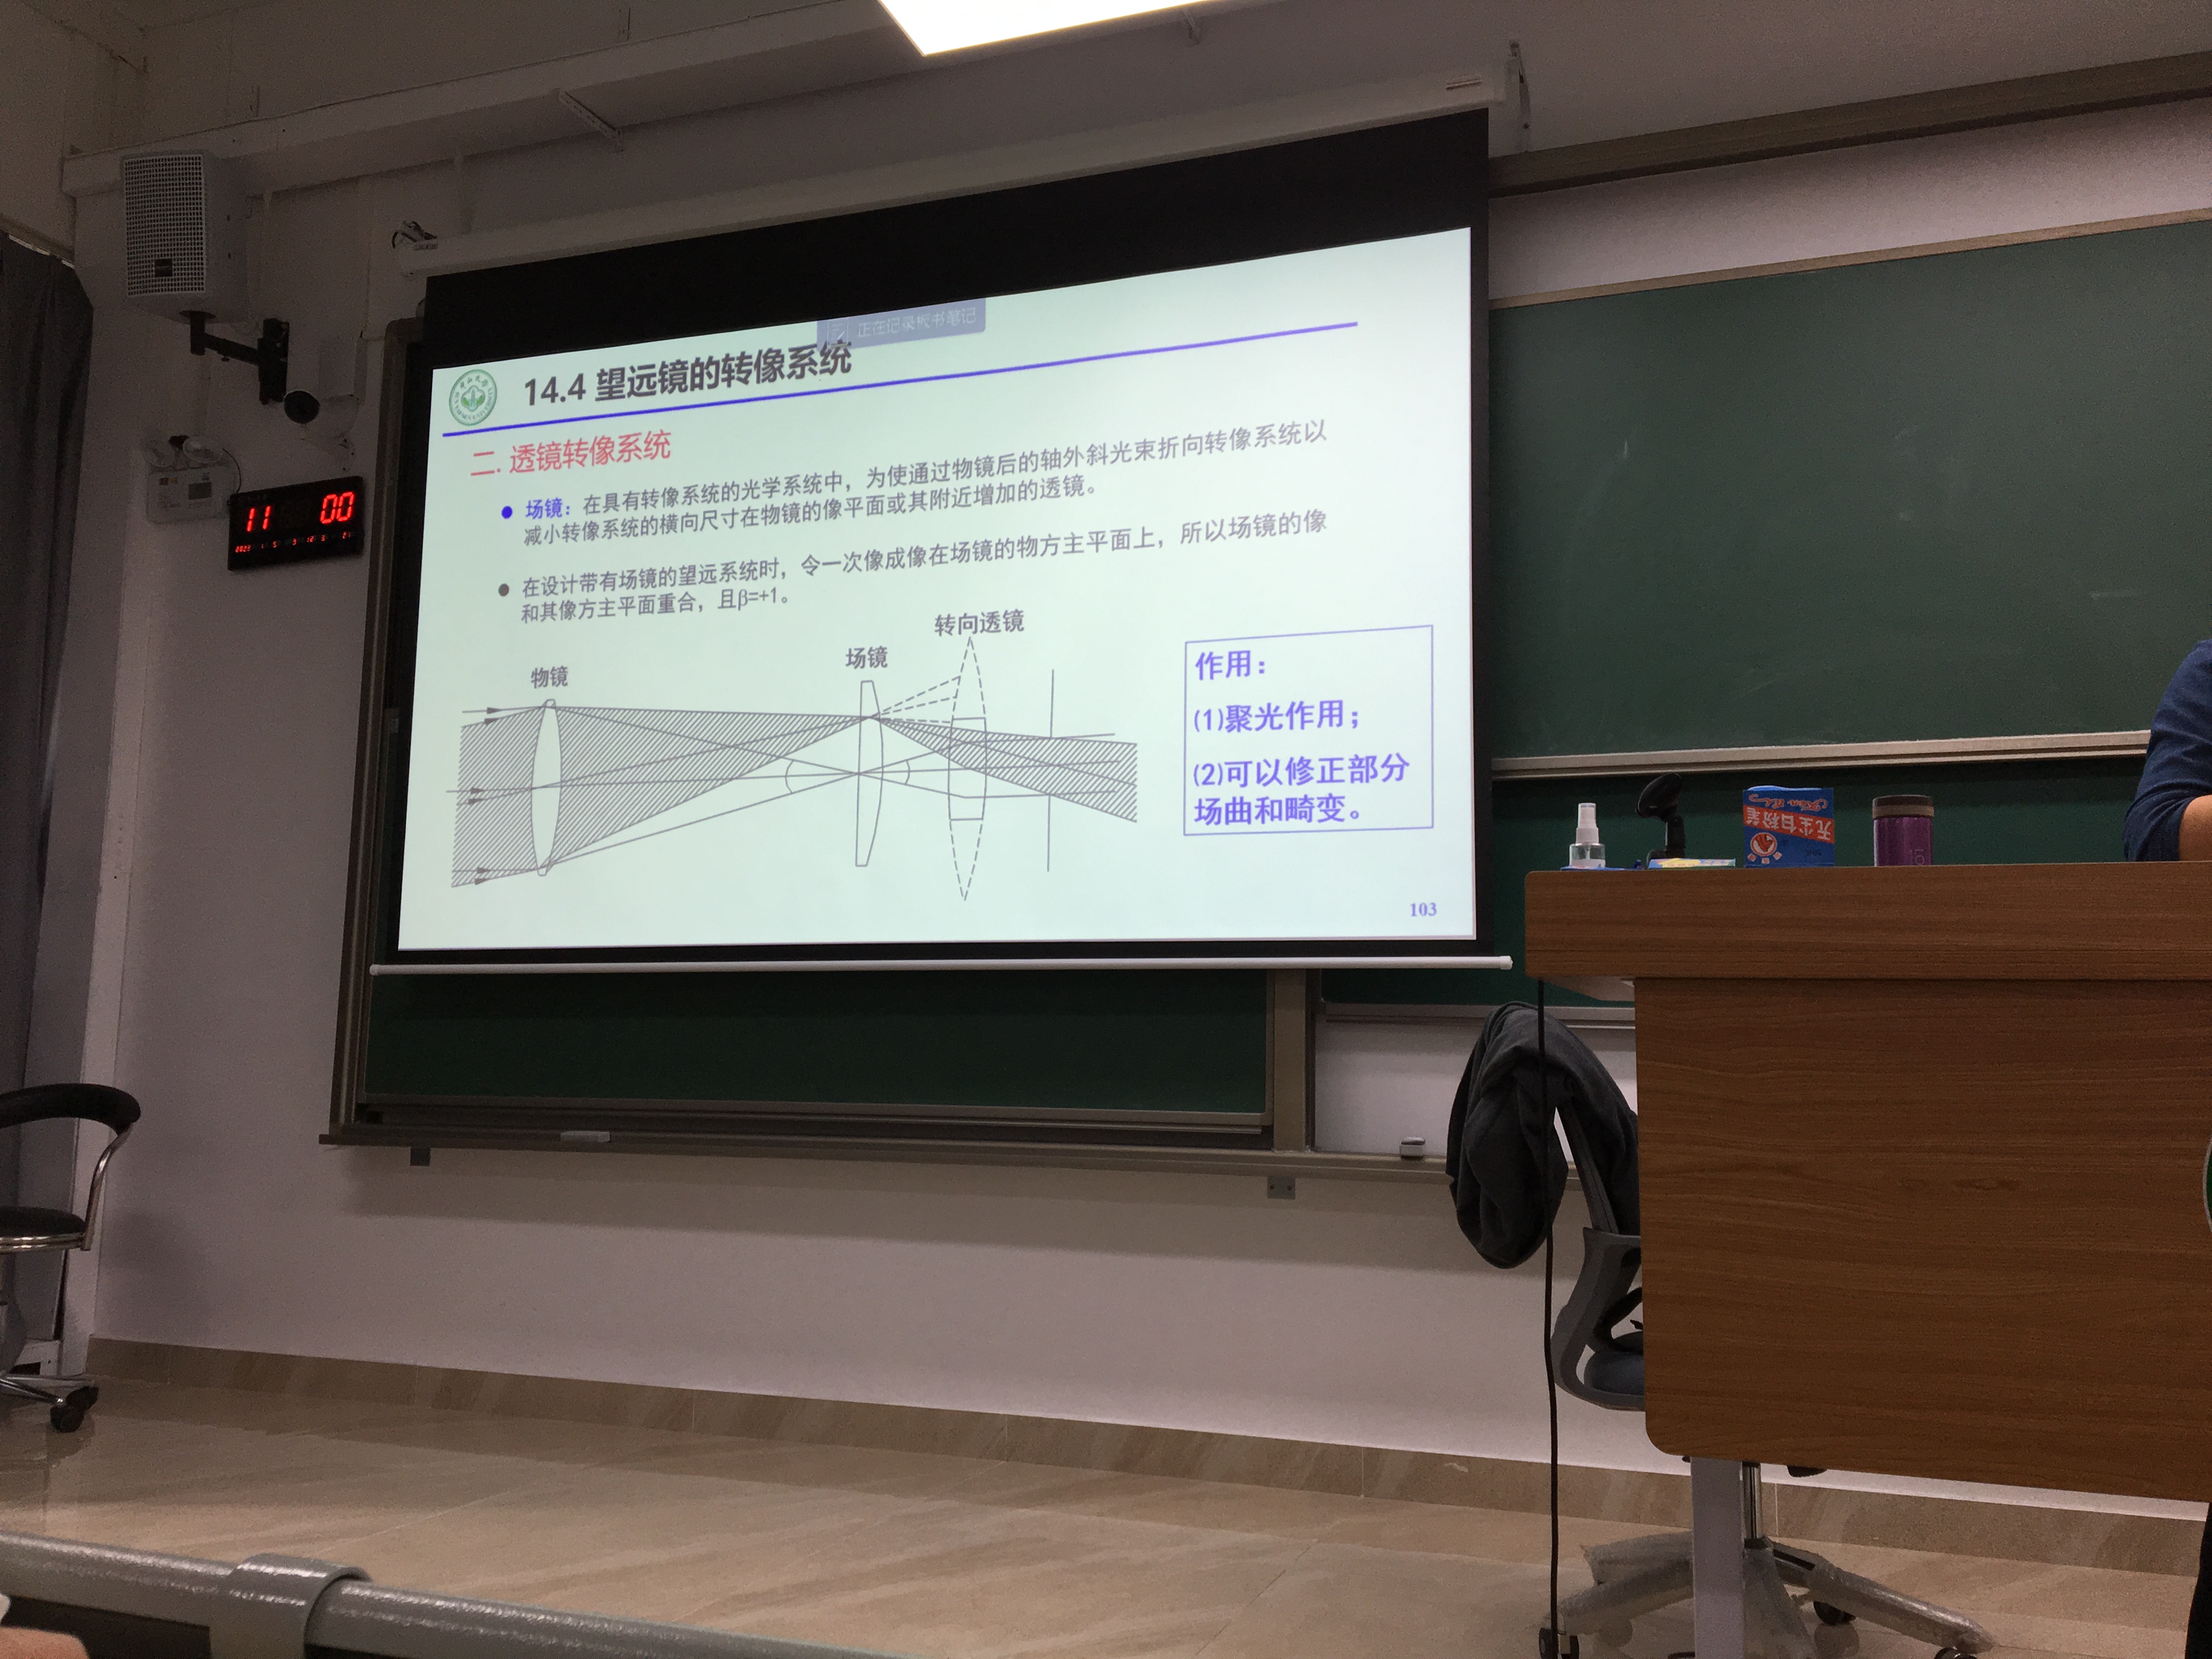 正在记录板书笔记
14.4 望远镜的转像系统
二. 透镜转像系统
● 场镜：在具有转像系统的光学系统中，为使通过物镜后的轴外斜光束折向转像系统以
减小转像系统的横向尺寸在物镜的像平面或其附近增加的透镜。
● 在设计带有场镜的望远系统时，令一次像成像在场镜的物方主平面上，所以场镜的像
和其像方主平面重合，且β=+1。
物镜
场镜
转向透镜
作用：
(1)聚光作用；
(2)可以修正部分
场曲和畸变。
103
11 00
无尘白粉笔